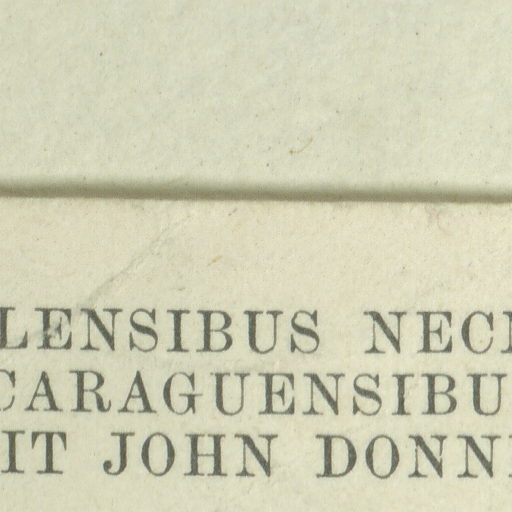 LENSIBUS NEC
CARAGUENSIBU
IT JOHN DONN